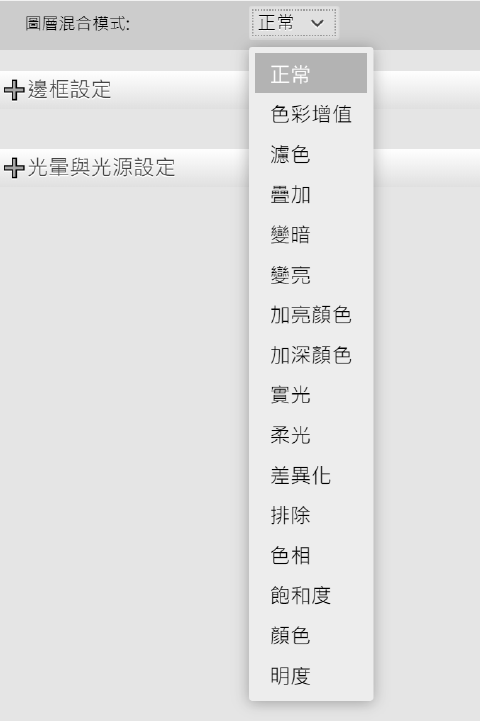 圖層混合模式:
正常
邊框設定
光暈與光源設定
正常
色彩增值
濾色
疊加
變暗
變亮
加亮顏色
加深顏色
實光
柔光
差異化
排除
色相
飽和度
顏色
明度